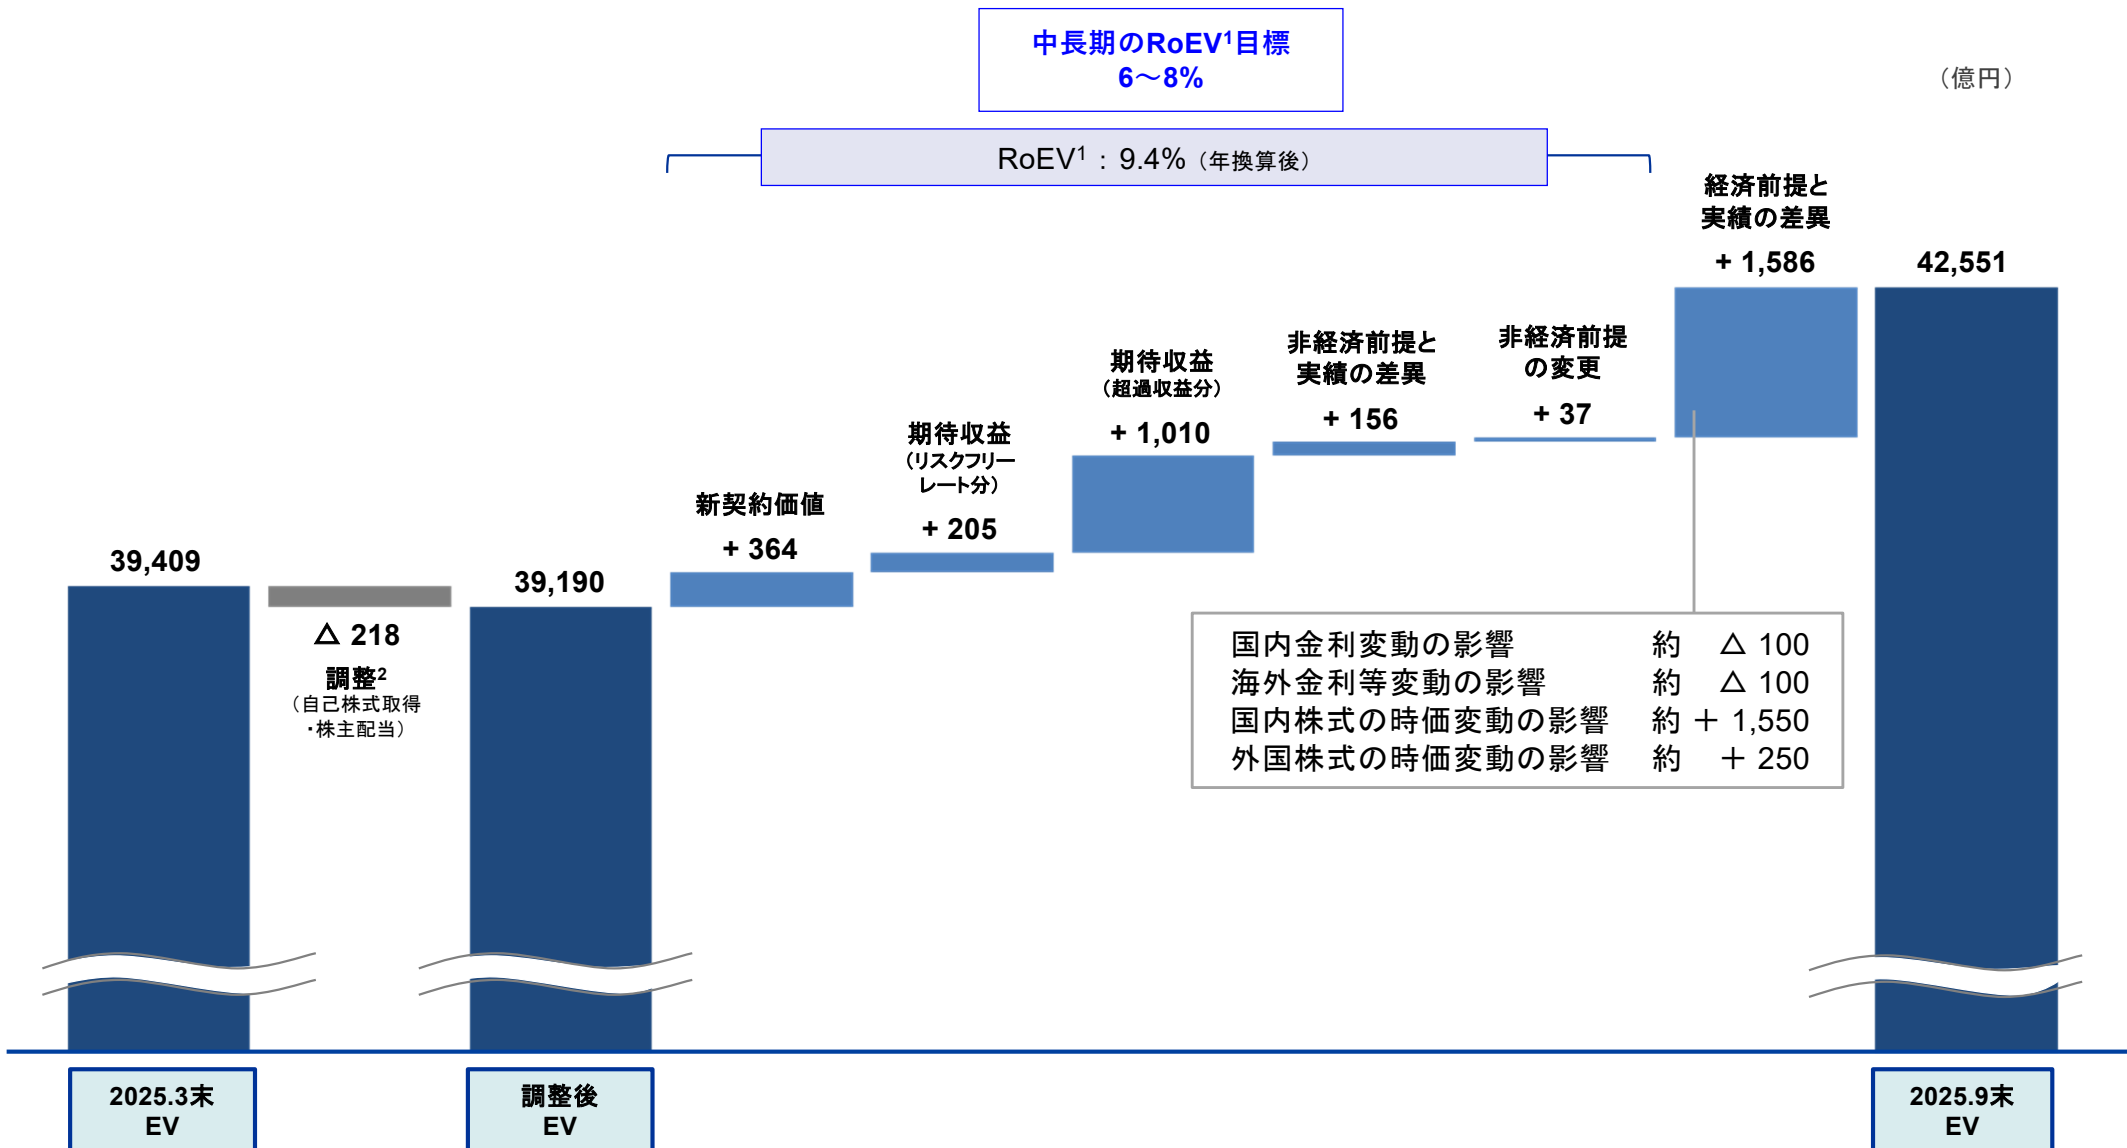 中長期のRoEV¹目標
6～8%
（億円）
RoEV¹ : 9.4%（年換算後）
39,409
△ 218
調整²
（自己株式取得
・株主配当）
39,190
新契約価値
+ 364
期待収益
（リスクフリー
レート分）
+ 205
期待収益
（超過収益分）
+ 1,010
非経済前提と
実績の差異
+ 156
非経済前提
の変更
+ 37
経済前提と
実績の差異
+ 1,586
42,551
国内金利変動の影響 約 △ 100
海外金利等変動の影響 約 △ 100
国内株式の時価変動の影響 約 ＋ 1,550
外国株式の時価変動の影響 約 ＋ 250
2025.3末
EV
調整後
EV
2025.9末
EV